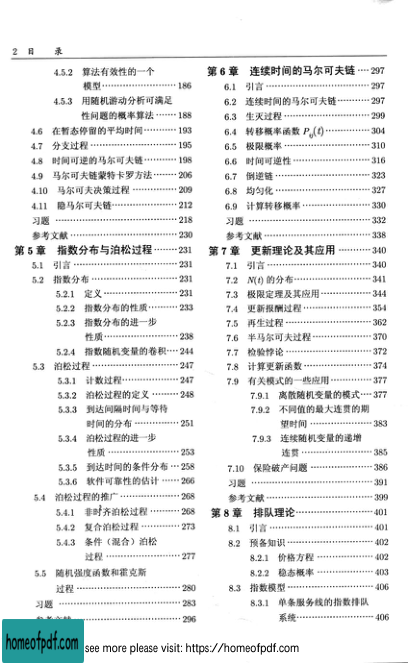 2 目 录
4.5.2 算法有效性的一个
模型 186
4.5.3 用随机游动分析可满足
性问题的概率算法 188
4.6 在暂态停留的平均时间 193
4.7 分支过程 195
4.8 时间可逆的马尔可夫链 198
4.9 马尔可夫链蒙特卡罗方法 206
4.10 马尔可夫决策过程 209
4.11 隐马尔可夫链 212
习题 218
参考文献 230
第 5 章 指数分布与泊松过程 231
5.1 引言 231
5.2 指数分布 231
5.2.1 定义 231
5.2.2 指数分布的性质 233
5.2.3 指数分布的进一步
性质 238
5.2.4 指数随机变量的卷积 244
5.3 泊松过程 247
5.3.1 计数过程 247
5.3.2 泊松过程的定义 248
5.3.3 到达间隔时间与等待
时间的分布 251
5.3.4 泊松过程的进一步
性质 253
5.3.5 到达时间的条件分布 258
5.3.6 软件可靠性的估计 266
5.4 泊松过程的推广 268
5.4.1 非时齐泊松过程 268
5.4.2 复合泊松过程 273
5.4.3 条件（混合）泊松
过程 277
5.5 随机强度函数和霍克斯
过程 280
习题 283
参考文献 296
第 6 章 连续时间的马尔可夫链 297
6.1 引言 297
6.2 连续时间的马尔可夫链 297
6.3 生灭过程 299
6.4 转移概率函数 P_ij(t) 304
6.5 极限概率 310
6.6 时间可逆性 316
6.7 倒逆链 323
6.8 均匀化 327
6.9 计算转移概率 330
习题 332
参考文献 338
第 7 章 更新理论及其应用 340
7.1 引言 340
7.2 N(t) 的分布 341
7.3 极限定理及其应用 344
7.4 更新报酬过程 354
7.5 再生过程 362
7.6 半马尔可夫过程 370
7.7 检验悖论 372
7.8 计算更新函数 374
7.9 有关模式的一些应用 377
7.9.1 离散随机变量的模式 377
7.9.2 不同值的最大连贯的期
望时间 383
7.9.3 连续随机变量的递增
连贯 385
7.10 保险破产问题 386
习题 391
参考文献 399
第 8 章 排队理论 401
8.1 引言 401
8.2 预备知识 402
8.2.1 价格方程 402
8.2.2 稳态概率 403
8.3 指数模型 406
8.3.1 单条服务线的指数排队
系统 406
homeofpdf.com
see more please visit: https://homeofpdf.com